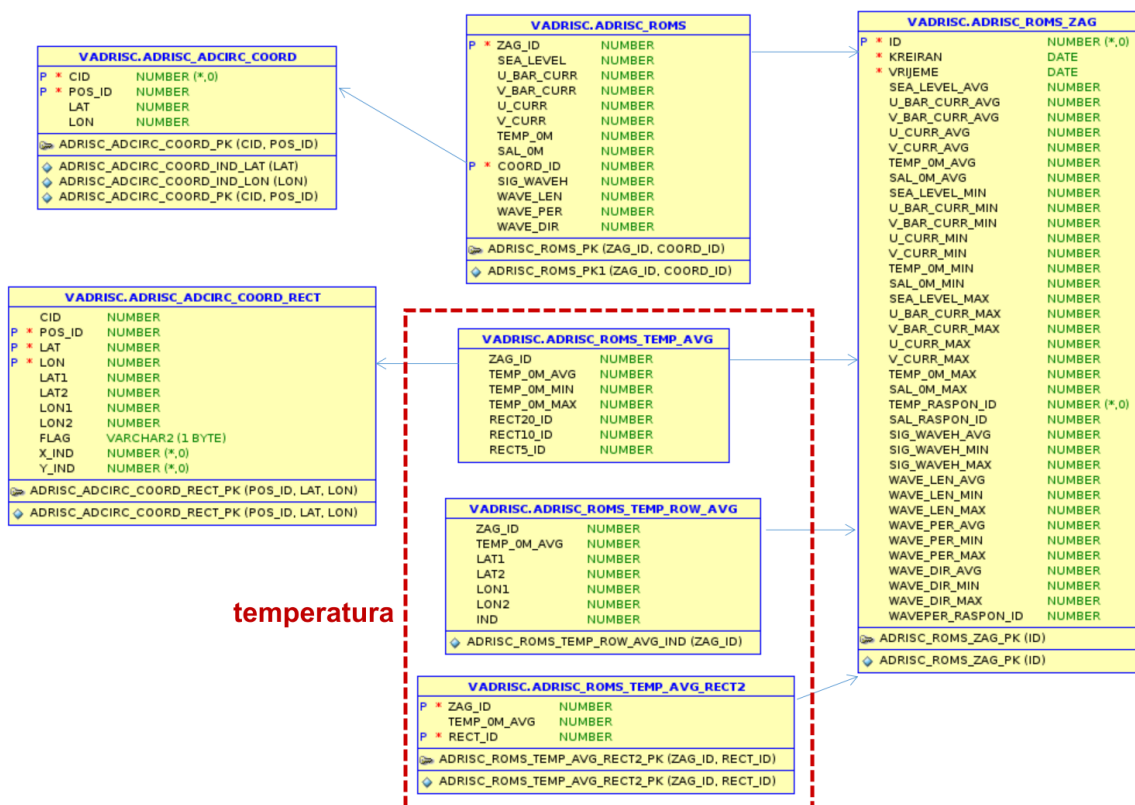 VADRISC.ADRISC_ADCIRC_COORD
P * CID NUMBER (*,0)
P * POS_ID NUMBER
LAT NUMBER
LON NUMBER
ADRISC_ADCIRC_COORD_PK (CID, POS_ID)
ADRISC_ADCIRC_COORD_IND_LAT (LAT)
ADRISC_ADCIRC_COORD_IND_LON (LON)
ADRISC_ADCIRC_COORD_PK (CID, POS_ID)
VADRISC.ADRISC_ROMS
P * ZAG_ID NUMBER
SEA_LEVEL NUMBER
U_BAR_CURR NUMBER
V_BAR_CURR NUMBER
U_CURR NUMBER
V_CURR NUMBER
TEMP_0M NUMBER
SAL_0M NUMBER
P * COORD_ID NUMBER
SIG_WAVEH NUMBER
WAVE_LEN NUMBER
WAVE_PER NUMBER
WAVE_DIR NUMBER
ADRISC_ROMS_PK (ZAG_ID, COORD_ID)
ADRISC_ROMS_PK1 (ZAG_ID, COORD_ID)
VADRISC.ADRISC_ROMS_ZAG
P * ID NUMBER (*,0)
* KREIRAN DATE
* VRIJEME DATE
SEA_LEVEL_AVG NUMBER
U_BAR_CURR_AVG NUMBER
V_BAR_CURR_AVG NUMBER
U_CURR_AVG NUMBER
V_CURR_AVG NUMBER
TEMP_0M_AVG NUMBER
SAL_0M_AVG NUMBER
SEA_LEVEL_MIN NUMBER
U_BAR_CURR_MIN NUMBER
V_BAR_CURR_MIN NUMBER
U_CURR_MIN NUMBER
V_CURR_MIN NUMBER
TEMP_0M_MIN NUMBER
SAL_0M_MIN NUMBER
SEA_LEVEL_MAX NUMBER
U_BAR_CURR_MAX NUMBER
V_BAR_CURR_MAX NUMBER
U_CURR_MAX NUMBER
V_CURR_MAX NUMBER
TEMP_0M_MAX NUMBER
SAL_0M_MAX NUMBER
TEMP_RASPON_ID NUMBER (*,0)
SAL_RASPON_ID NUMBER
SIG_WAVEH_AVG NUMBER
SIG_WAVEH_MIN NUMBER
SIG_WAVEH_MAX NUMBER
WAVE_LEN_AVG NUMBER
WAVE_LEN_MIN NUMBER
WAVE_LEN_MAX NUMBER
WAVE_PER_AVG NUMBER
WAVE_PER_MIN NUMBER
WAVE_PER_MAX NUMBER
WAVE_DIR_AVG NUMBER
WAVE_DIR_MIN NUMBER
WAVE_DIR_MAX NUMBER
WAVEPER_RASPON_ID NUMBER
ADRISC_ROMS_ZAG_PK (ID)
ADRISC_ROMS_ZAG_PK (ID)
VADRISC.ADRISC_ADCIRC_COORD_RECT
CID NUMBER
P * POS_ID NUMBER
P * LAT NUMBER
P * LON NUMBER
LAT1 NUMBER
LAT2 NUMBER
LON1 NUMBER
LON2 NUMBER
FLAG VARCHAR2 (1 BYTE)
X_IND NUMBER (*,0)
Y_IND NUMBER (*,0)
ADRISC_ADCIRC_COORD_RECT_PK (POS_ID, LAT, LON)
ADRISC_ADCIRC_COORD_RECT_PK (POS_ID, LAT, LON)
VADRISC.ADRISC_ROMS_TEMP_AVG
ZAG_ID NUMBER
TEMP_0M_AVG NUMBER
TEMP_0M_MIN NUMBER
TEMP_0M_MAX NUMBER
RECT20_ID NUMBER
RECT10_ID NUMBER
RECT5_ID NUMBER
VADRISC.ADRISC_ROMS_TEMP_ROW_AVG
ZAG_ID NUMBER
TEMP_0M_AVG NUMBER
LAT1 NUMBER
LAT2 NUMBER
LON1 NUMBER
LON2 NUMBER
IND NUMBER
ADRISC_ROMS_TEMP_ROW_AVG_IND (ZAG_ID)
temperatura
VADRISC.ADRISC_ROMS_TEMP_AVG_RECT2
P * ZAG_ID NUMBER
TEMP_0M_AVG NUMBER
P * RECT_ID NUMBER
ADRISC_ROMS_TEMP_AVG_RECT2_PK (ZAG_ID, RECT_ID)
ADRISC_ROMS_TEMP_AVG_RECT2_PK (ZAG_ID, RECT_ID)